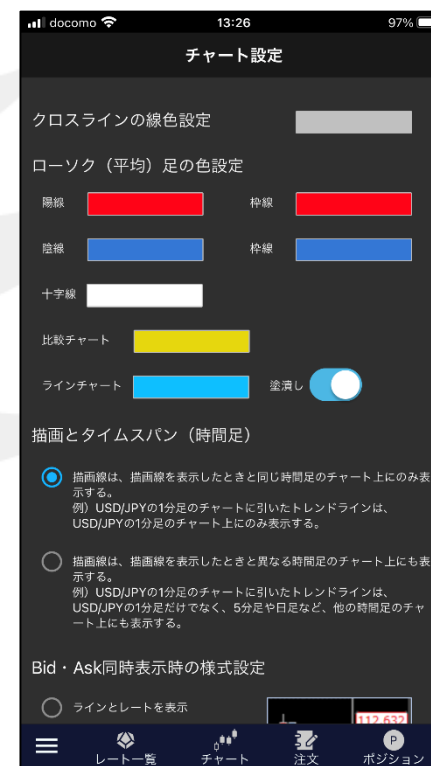 docomo 13:26 97%
チャート設定
クロスラインの線色設定
ローソク（平均）足の色設定
陽線 枠線
陰線 枠線
十字線
比較チャート
ラインチャート 塗潰し
描画とタイムスパン（時間足）
描画線は、描画線を表示したときと同じ時間足のチャート上にのみ表
示する。
例）USD/JPYの1分足のチャートに引いたトレンドラインは、
USD/JPYの1分足のチャート上にのみ表示する。
描画線は、描画線を表示したときと異なる時間足のチャート上にも表
示する。
例）USD/JPYの1分足のチャートに引いたトレンドラインは、
USD/JPYの1分足だけでなく、5分足や日足など、他の時間足のチャ
ート上にも表示する。
Bid・Ask同時表示時の様式設定
ラインとレートを表示
112.632
レート一覧 チャート 注文 P ポジション